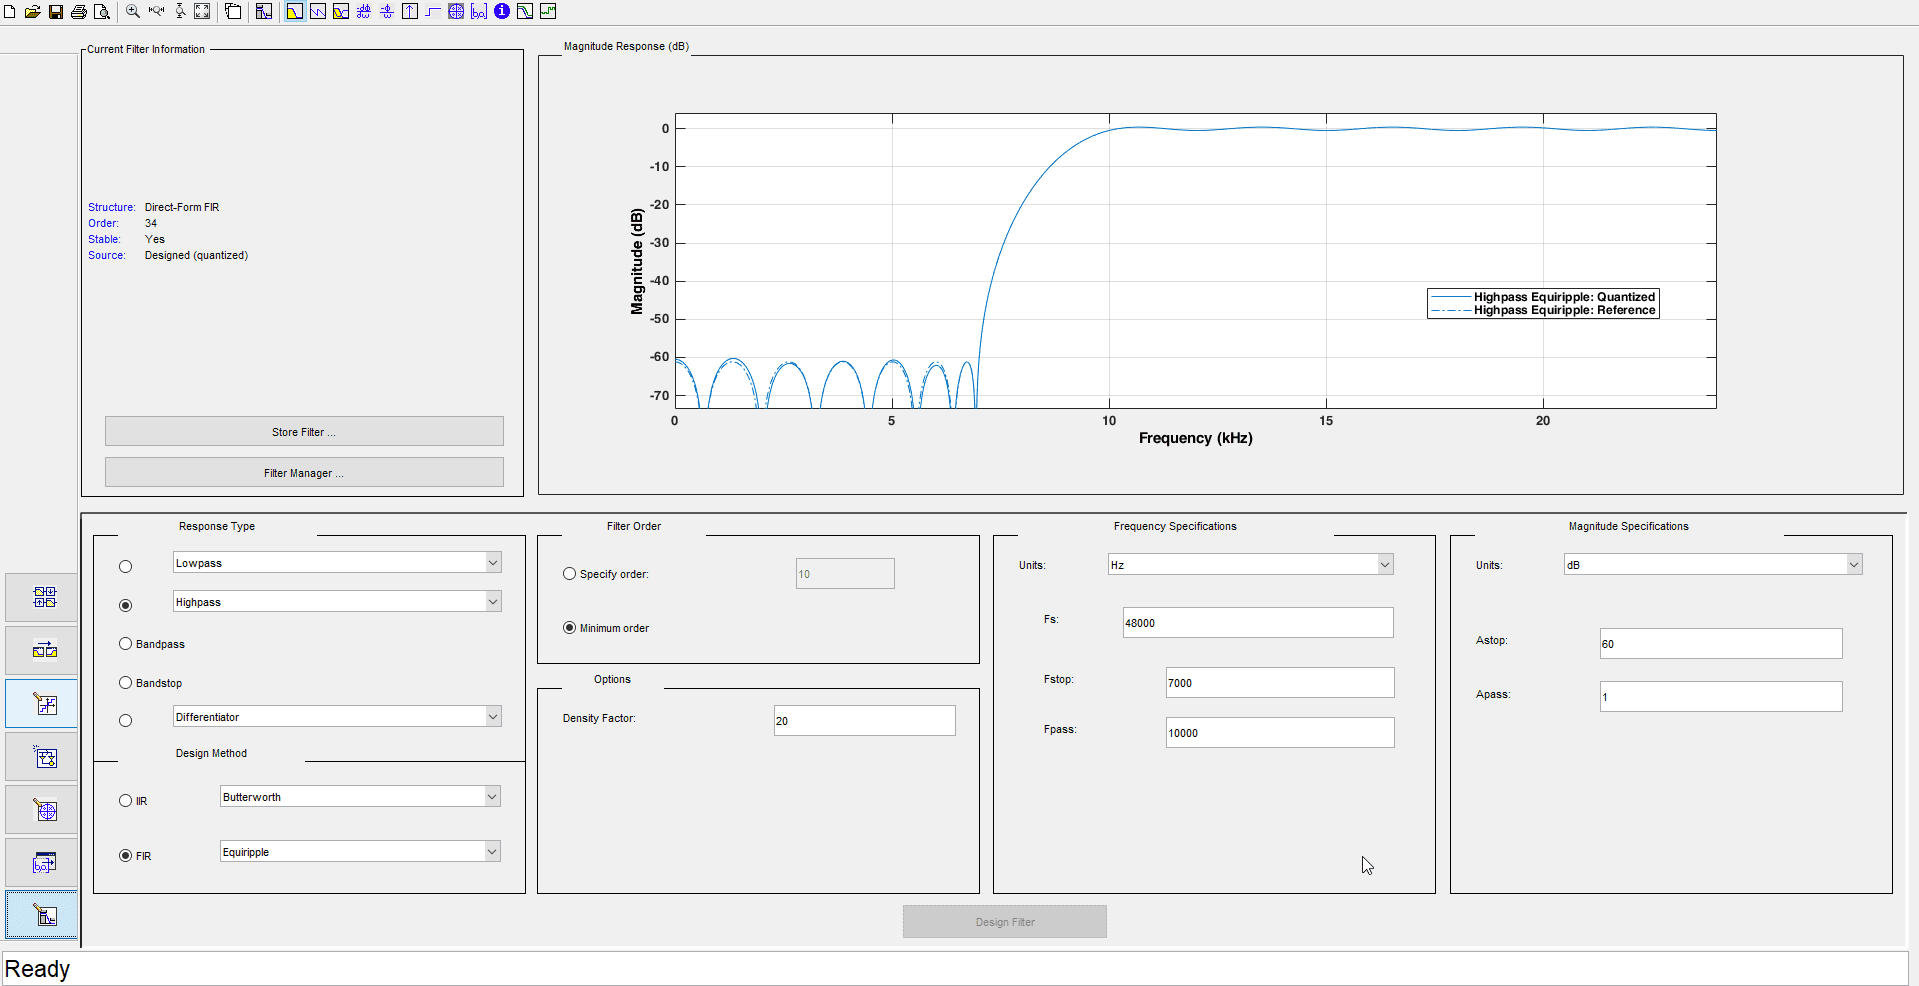 Current Filter Information
Structure: Direct-Form FIR
Order: 34
Stable: Yes
Source: Designed (quantized)
Store Filter ...
Filter Manager ...
Magnitude Response (dB)
0
-10
-20
-30
-40
-50
-60
-70
Magnitude (dB)
0 5 10 15 20
Frequency (kHz)
Highpass Equiripple: Quantized
Highpass Equiripple: Reference
Response Type
Lowpass
Highpass
Bandpass
Bandstop
Differentiator
Design Method
IIR Butterworth
FIR Equiripple
Filter Order
Specify order: 10
Minimum order
Options
Density Factor: 20
Frequency Specifications
Units: Hz
Fs: 48000
Fstop: 7000
Fpass: 10000
Magnitude Specifications
Units: dB
Astop: 60
Apass: 1
Design Filter
Ready